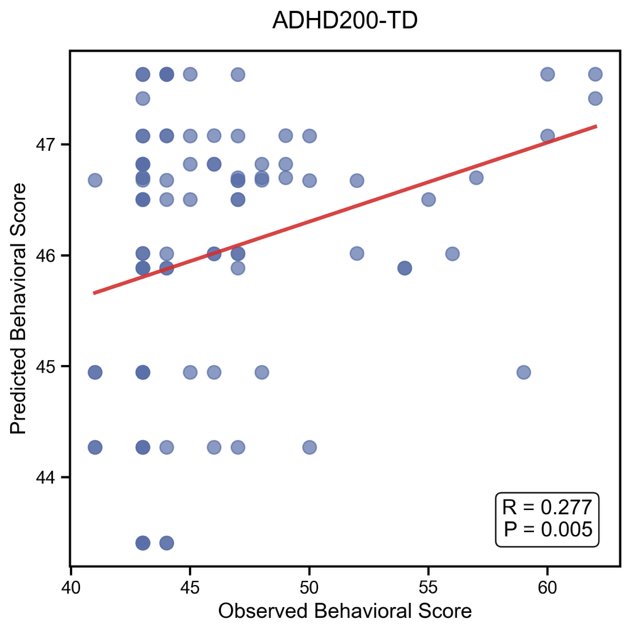 ADHD200-TD
Predicted Behavioral Score
47
46
45
44
R = 0.277
P = 0.005
40 45 50 55 60
Observed Behavioral Score